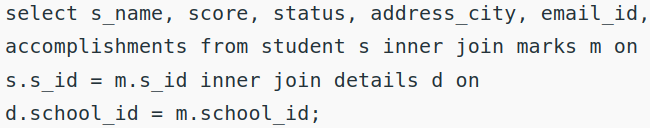 select s_name, score, status, address_city, email_id,
accomplishments from student s inner join marks m on
s.s_id = m.s_id inner join details d on
d.school_id = m.school_id;